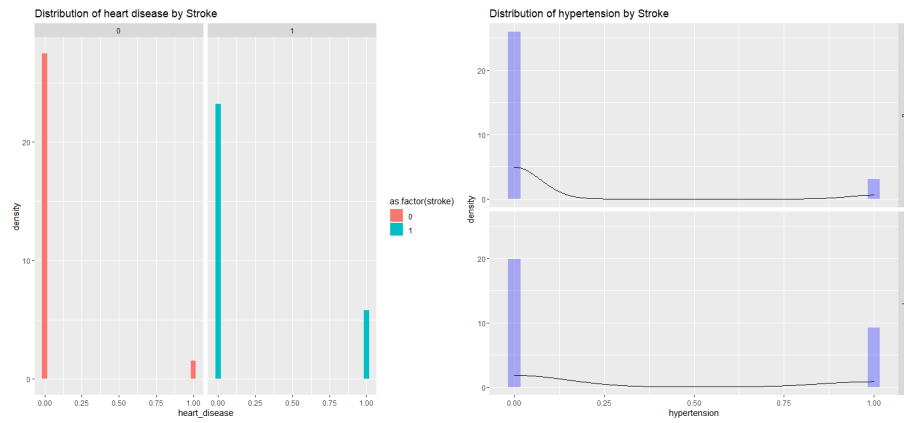 Distribution of heart disease by Stroke
0
1
20
10
0
density
0.00 0.25 0.50 0.75 1.00 0.00 0.25 0.50 0.75 1.00
heart_disease
as.factor(stroke)
0
1
Distribution of hypertension by Stroke
20
10
0
20
10
0
density
0.00 0.25 0.50 0.75 1.00
hypertension